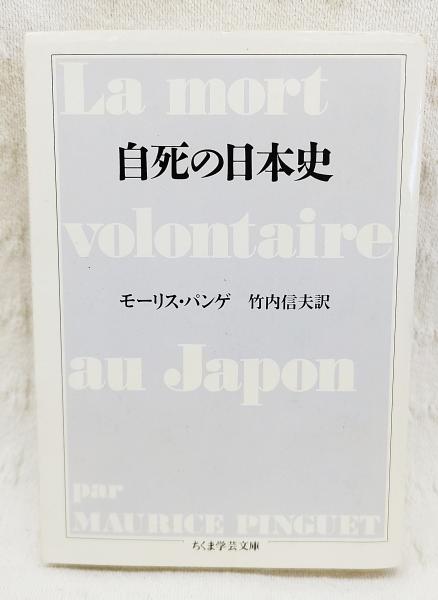 La mort
自死の日本史
volontaire
モーリス・パンゲ 竹内信夫訳
au Japon
par
MAURICE PINGUET
ちくま学芸文庫